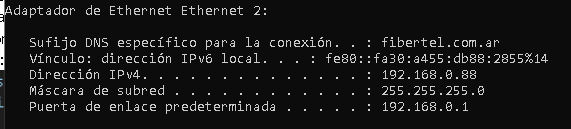 Adaptador de Ethernet Ethernet 2:
Sufijo DNS específico para la conexión. . : fibertel.com.ar
Vínculo: dirección IPv6 local. . . : fe80::fa30:a455:db88:2855%14
Dirección IPv4. . . . . . . . . . . . . . : 192.168.0.88
Máscara de subred . . . . . . . . . . . . : 255.255.255.0
Puerta de enlace predeterminada . . . . . : 192.168.0.1